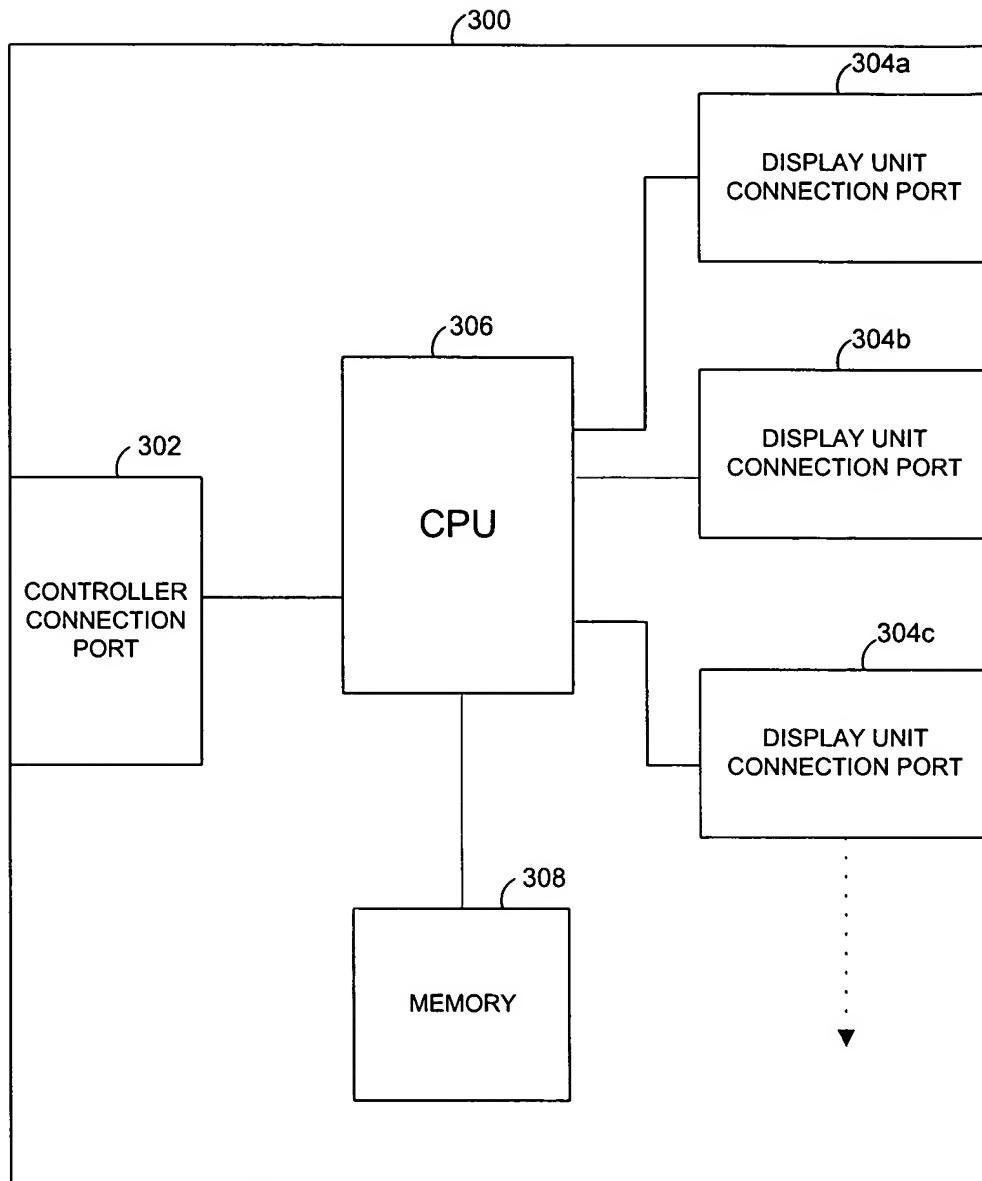 300
304a
DISPLAY UNIT
CONNECTION PORT
306
304b
DISPLAY UNIT
CONNECTION PORT
302
CPU
CONTROLLER
CONNECTION
PORT
304c
DISPLAY UNIT
CONNECTION PORT
308
MEMORY